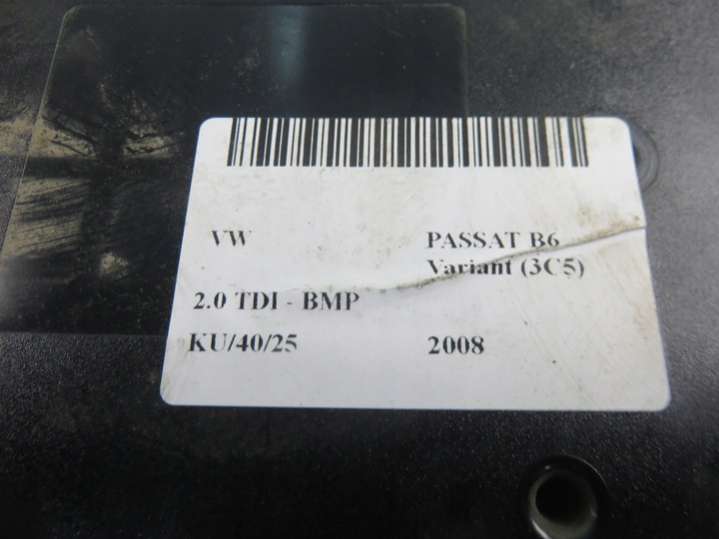 VW
PASSAT B6
Variant (3C5)
2.0 TDI - BMP
KU/40/25
2008